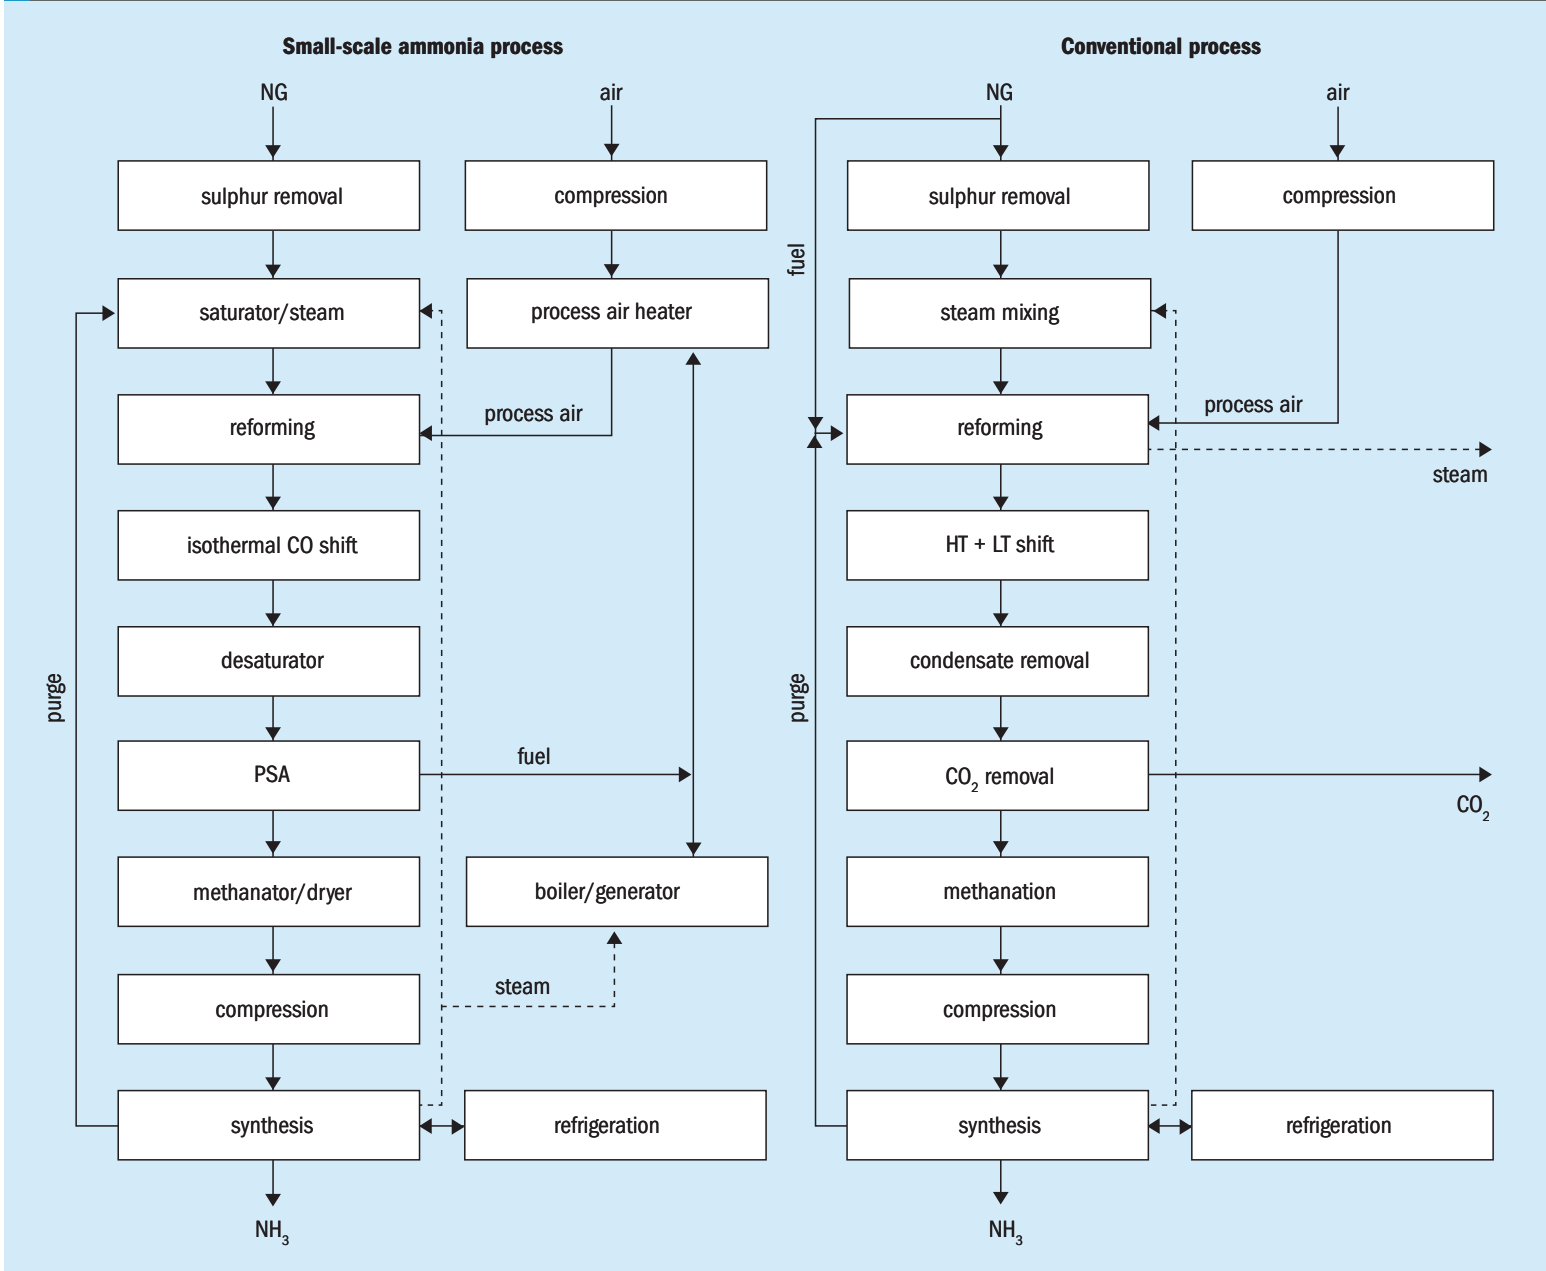 Small-scale ammonia process
NG
air
sulphur removal
compression
saturator/steam
process air heater
reforming
process air
isothermal CO shift
desaturator
purge
PSA
fuel
methanator/dryer
boiler/generator
compression
steam
synthesis
refrigeration
NH₃
Conventional process
NG
air
sulphur removal
compression
fuel
steam mixing
reforming
process air
steam
HT + LT shift
condensate removal
purge
CO₂ removal
CO₂
methanation
compression
synthesis
refrigeration
NH₃